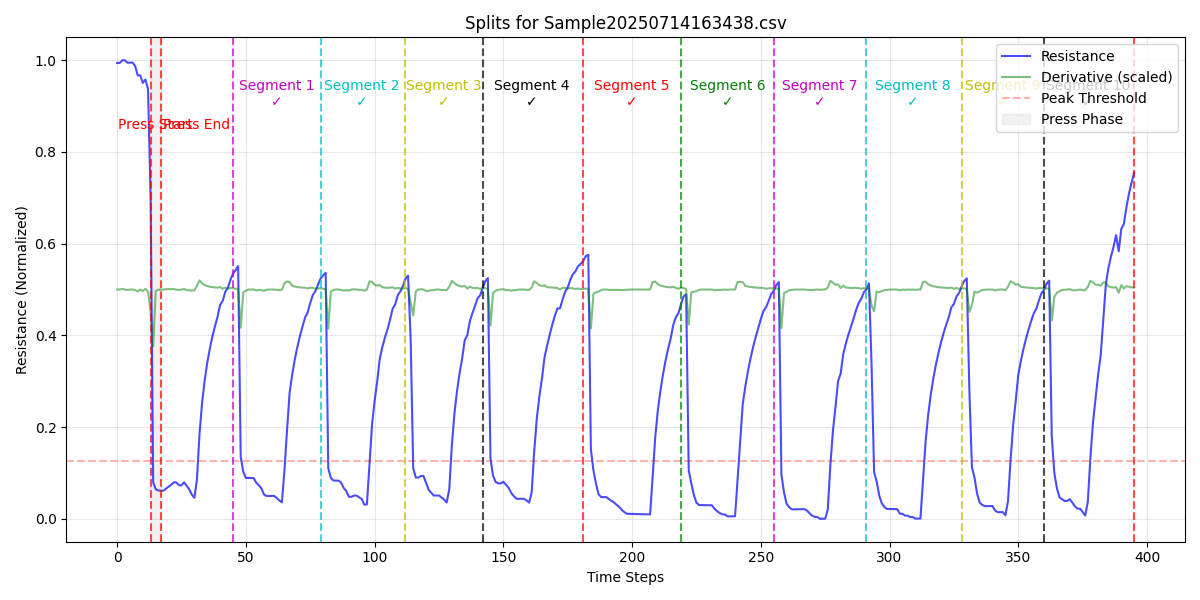 Splits for Sample20250714163438.csv
Segment 1
✓
Segment 2
✓
Segment 3
✓
Segment 4
✓
Segment 5
✓
Segment 6
✓
Segment 7
✓
Segment 8
✓
Segment 9
Segment 10
Resistance
Derivative (scaled)
Peak Threshold
Press Phase
Press Start
Press End
Resistance (Normalized)
1.0
0.8
0.6
0.4
0.2
0.0
0
50
100
150
200
250
300
350
400
Time Steps